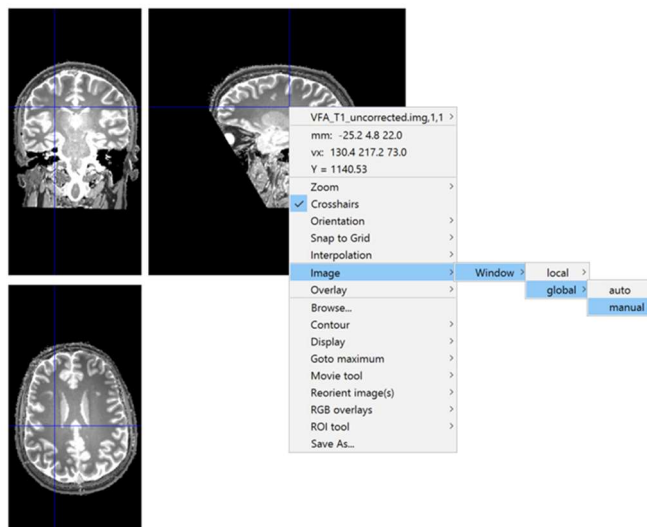 VFA_T1_uncorrected.img,1,1
mm: -25.2 4.8 22.0
vx: 130.4 217.2 73.0
Y = 1140.53
Zoom
Crosshairs
Orientation
Snap to Grid
Interpolation
Image
Window
local
global
auto
manual
Overlay
Browse...
Contour
Display
Goto maximum
Movie tool
Reorient image(s)
RGB overlays
ROI tool
Save As...